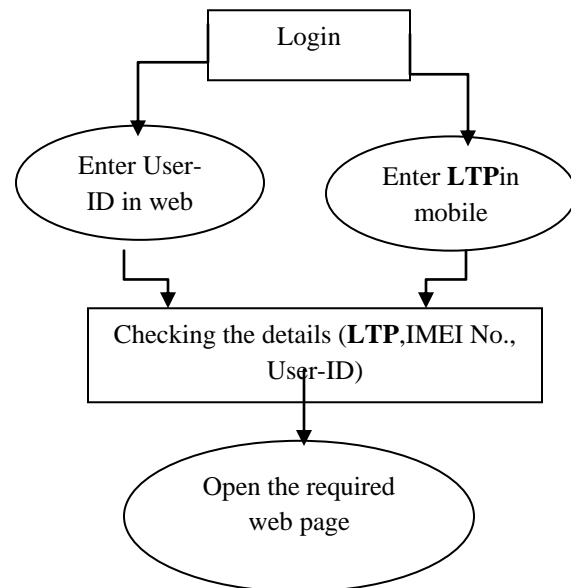 Login
Enter User-
ID in web
Enter LTPin
mobile
Checking the details (LTP,IMEI No.,
User-ID)
Open the required
web page